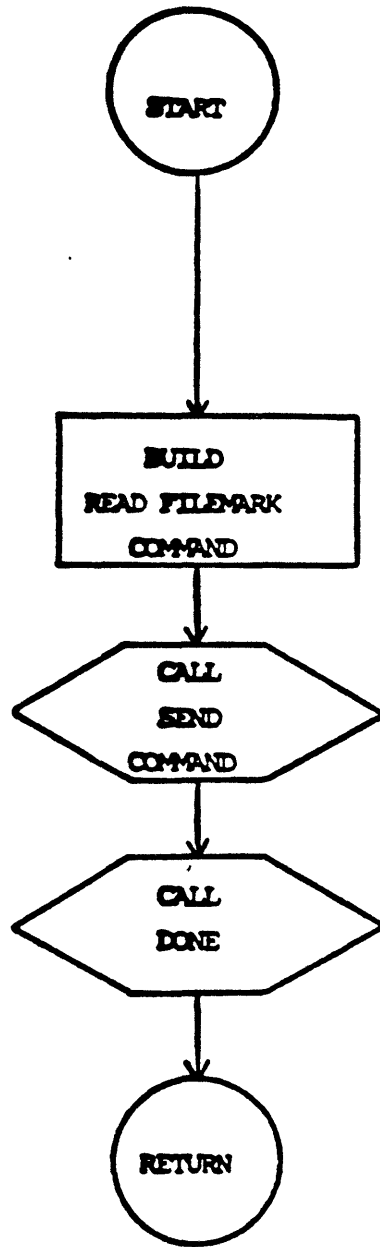 START
BUILD
READ FILEMARK
COMMAND
CALL
SEND
COMMAND
CALL
DONE
RETURN